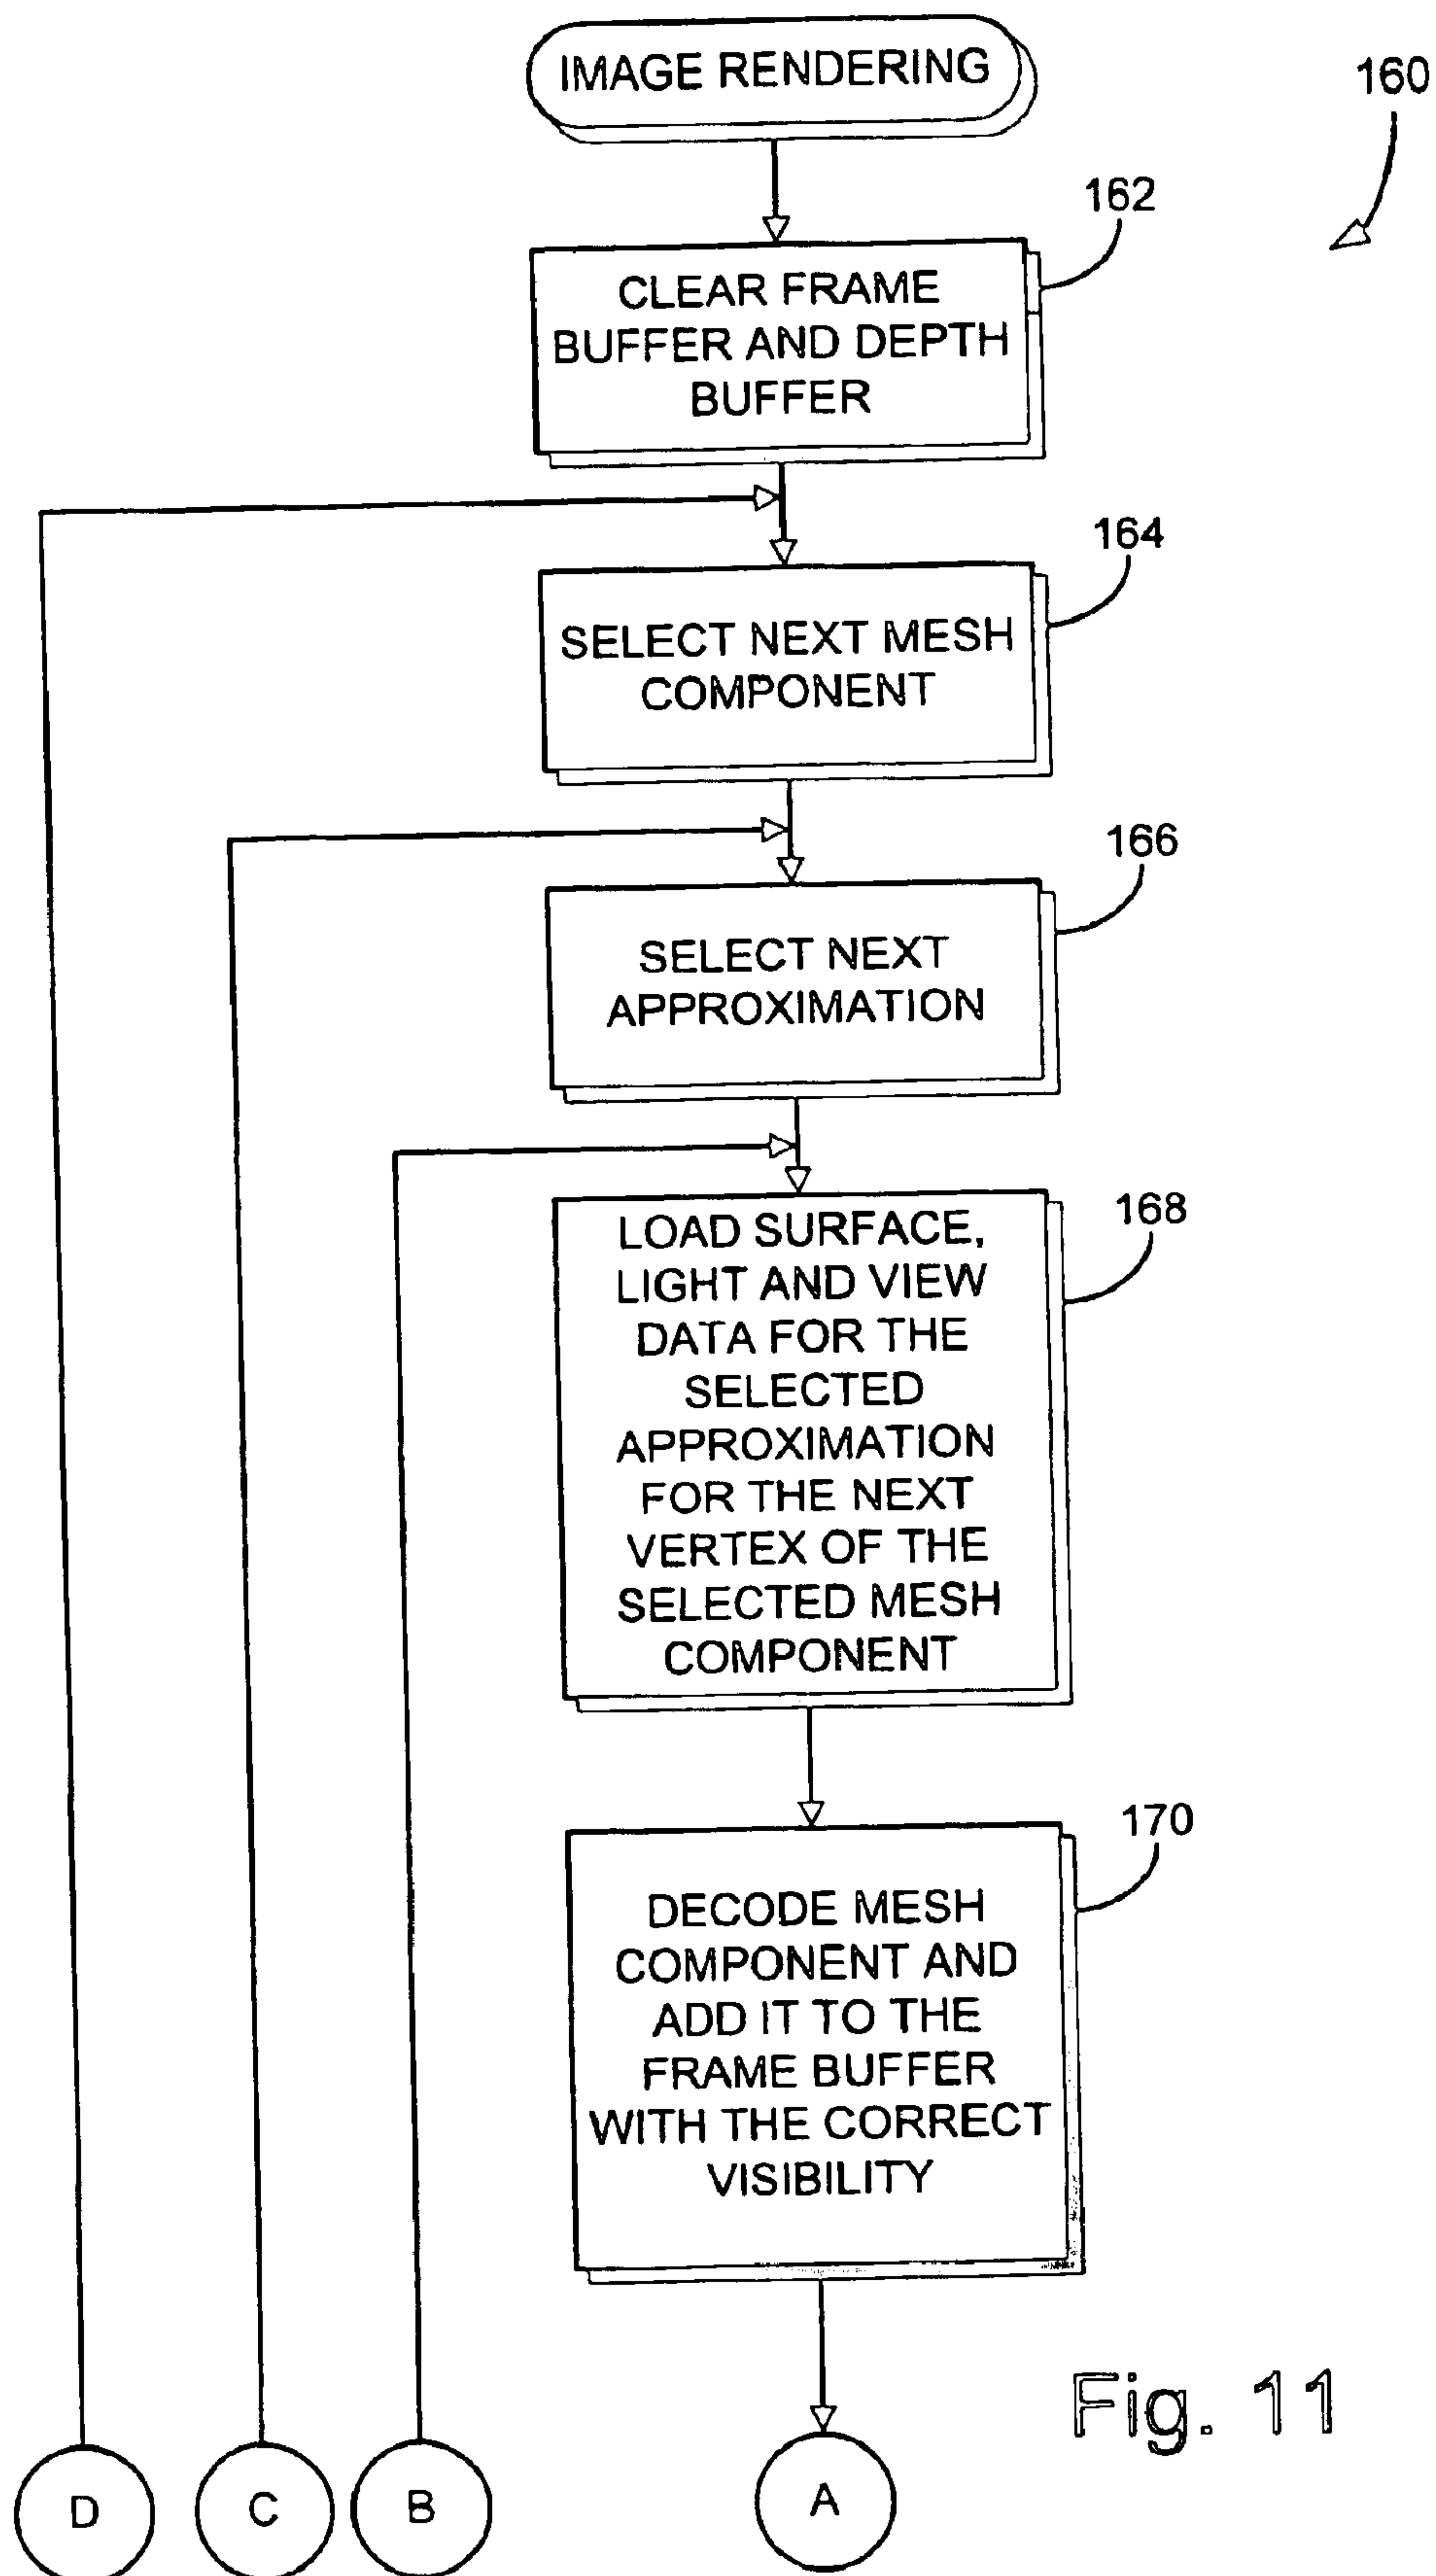 IMAGE RENDERING
160
162
CLEAR FRAME
BUFFER AND DEPTH
BUFFER
164
SELECT NEXT MESH
COMPONENT
166
SELECT NEXT
APPROXIMATION
168
LOAD SURFACE,
LIGHT AND VIEW
DATA FOR THE
SELECTED
APPROXIMATION
FOR THE NEXT
VERTEX OF THE
SELECTED MESH
COMPONENT
170
DECODE MESH
COMPONENT AND
ADD IT TO THE
FRAME BUFFER
WITH THE CORRECT
VISIBILITY
Fig. 11
D
C
B
A